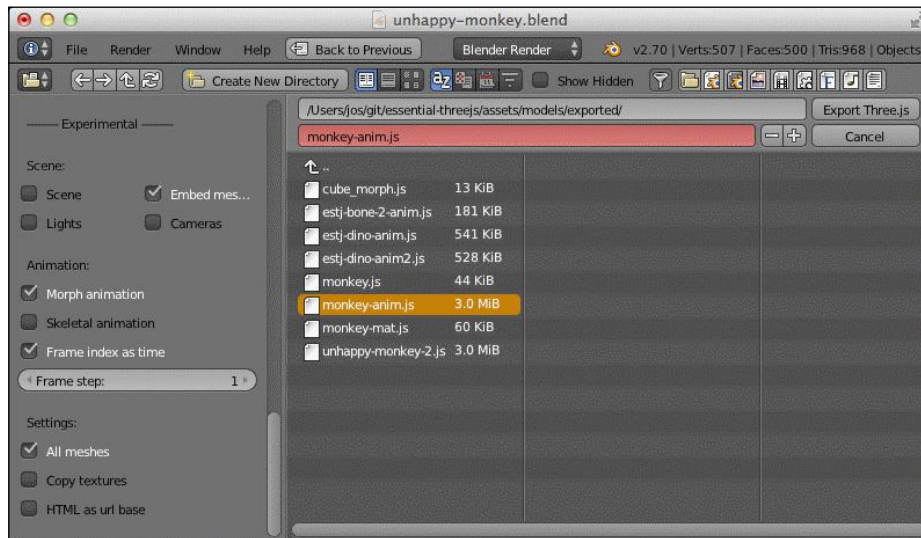 unhappy-monkey.blend
File Render Window Help Back to Previous Blender Render v2.70 | Verts:507 | Faces:500 | Tris:968 | Objects
Create New Directory Show Hidden
Experimental
Scene:
Scene Embed mes...
Lights Cameras
Animation:
Morph animation
Skeletal animation
Frame index as time
Frame step: 1
Settings:
All meshes
Copy textures
HTML as url base
/Users/jos/git/essential-threejs/assets/models/exported/ Export Three.js
monkey-anim.js Cancel
..
cube_morph.js 13 KiB
estj-bone-2-anim.js 181 KiB
estj-dino-anim.js 541 KiB
estj-dino-anim2.js 528 KiB
monkey.js 44 KiB
monkey-anim.js 3.0 MiB
monkey-mat.js 60 KiB
unhappy-monkey-2.js 3.0 MiB